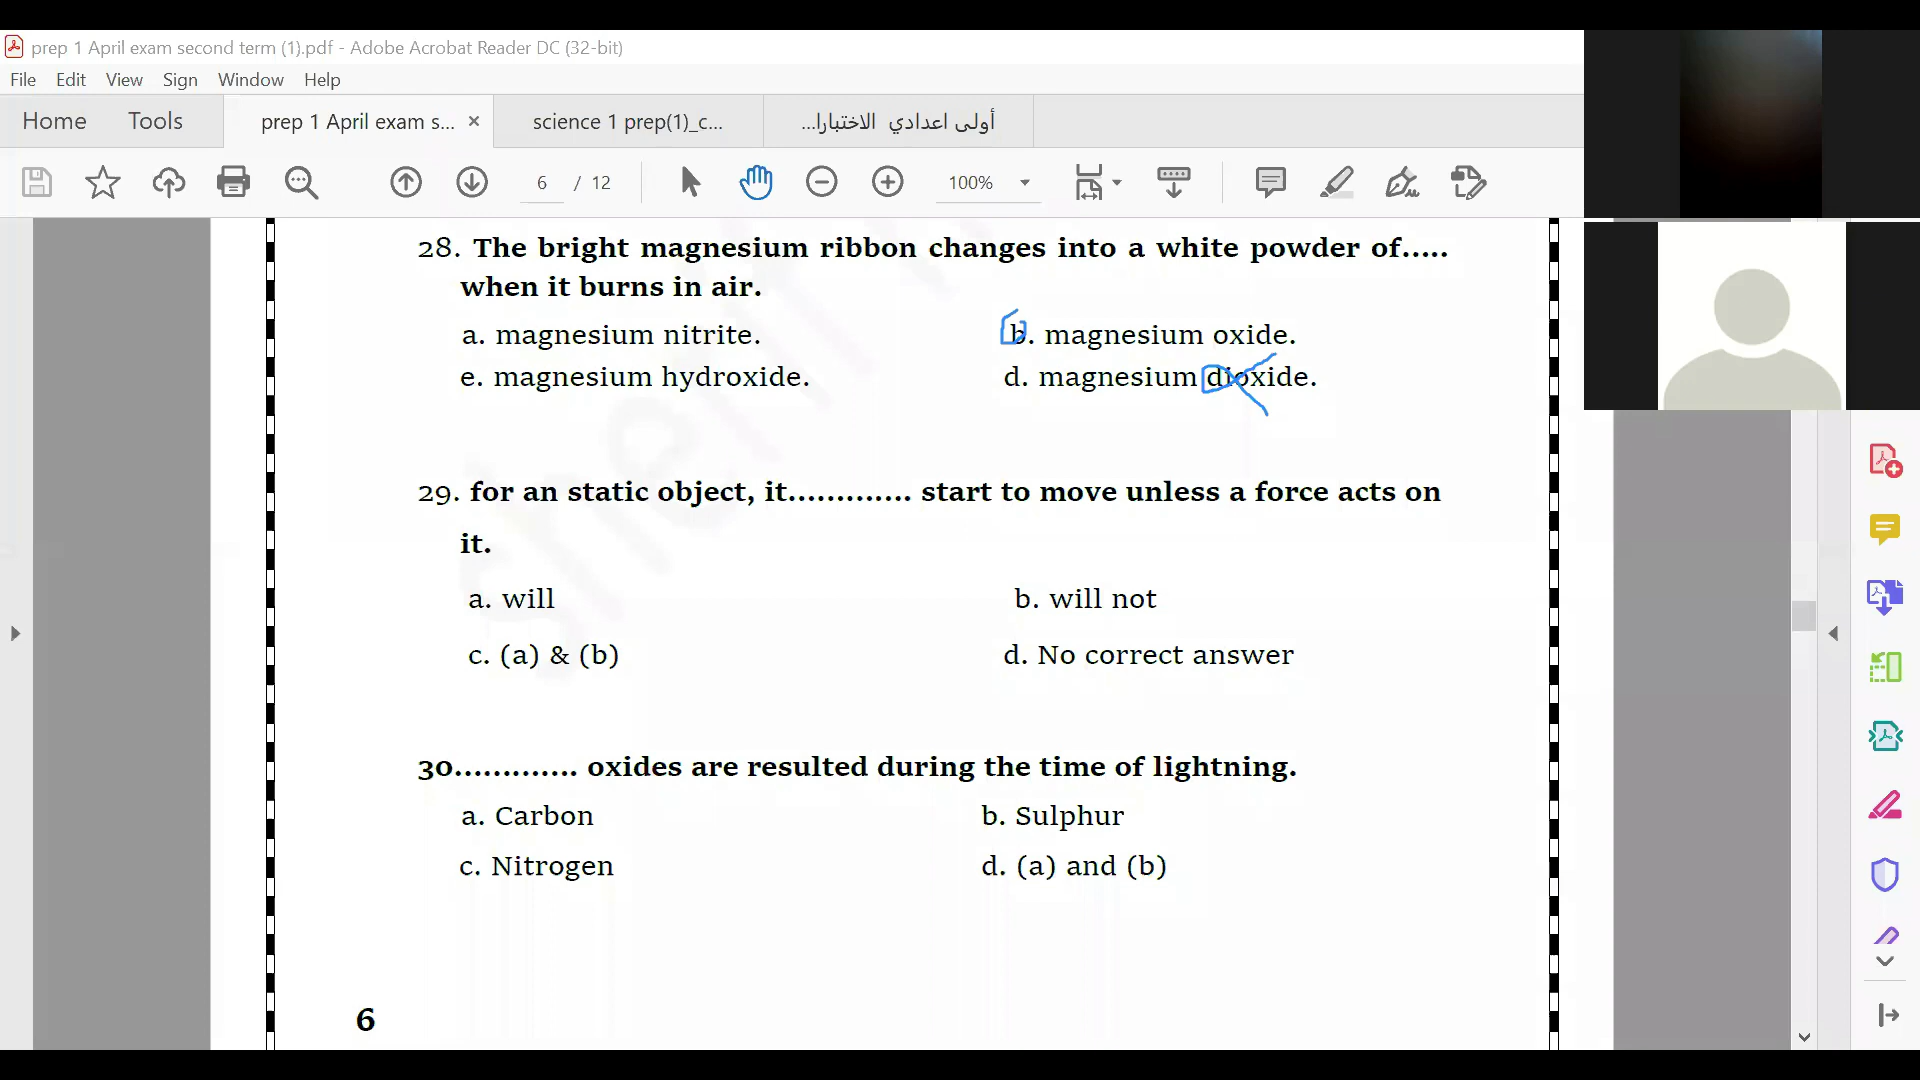 prep 1 April exam second term (1).pdf - Adobe Acrobat Reader DC (32-bit)
File Edit View Sign Window Help
Home Tools prep 1 April exam s... × science 1 prep(1)_c... أولى اعدادي الاختبارا...
6 / 12 100%
28. The bright magnesium ribbon changes into a white powder of.....
when it burns in air.
a. magnesium nitrite. b. magnesium oxide.
e. magnesium hydroxide. d. magnesium dioxide.
29. for an static object, it............. start to move unless a force acts on
it.
a. will b. will not
c. (a) & (b) d. No correct answer
30............. oxides are resulted during the time of lightning.
a. Carbon b. Sulphur
c. Nitrogen d. (a) and (b)
6